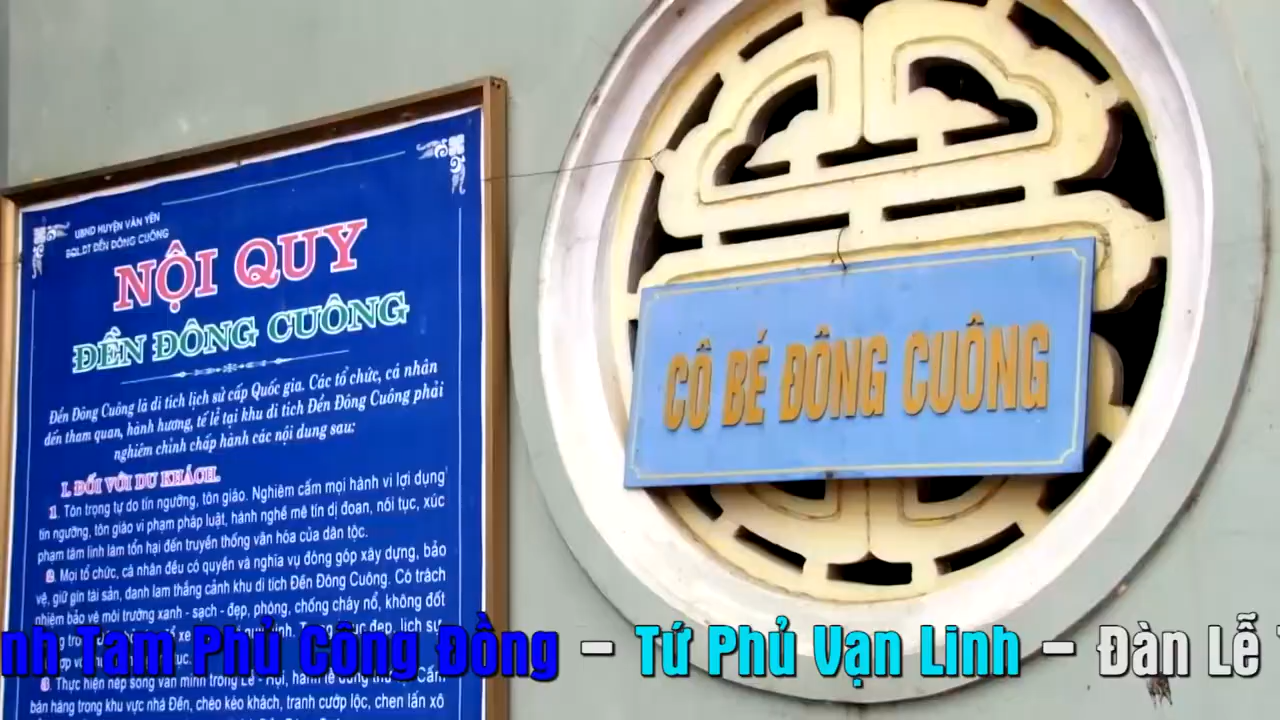 UBND HUYỆN VĂN YÊN
BQL.DT ĐỀN ĐÔNG CUÔNG
NỘI QUY
ĐỀN ĐÔNG CUÔNG
Đền Đông Cuông là di tích lịch sử cấp Quốc gia. Các tổ chức, cá nhân
đến tham quan, hành hương, tế lễ tại khu di tích Đền Đông Cuông phải
nghiêm chỉnh chấp hành các nội dung sau:
I. ĐỐI VỚI DU KHÁCH.
1. Tôn trọng tự do tín ngưỡng, tôn giáo. Nghiêm cấm mọi hành vi lợi dụng
tín ngưỡng, tôn giáo vi phạm pháp luật, hành nghề mê tín dị đoan, nói tục, xúc
phạm tâm linh làm tổn hại đến truyền thống văn hóa của dân tộc.
2. Mọi tổ chức, cá nhân đều có quyền và nghĩa vụ đóng góp xây dựng, bảo
vệ, giữ gìn tài sản, danh lam thắng cảnh khu di tích Đền Đông Cuông. Có trách
nhiệm bảo vệ môi trường xanh - sạch - đẹp, phòng, chống cháy nổ, không đốt
đẹp, lịch sự
3. Thực hiện nếp sống văn minh trong Lễ - Hội, hành lễ đúng Cấm
bán hàng trong khu vực nhà Đền, chèo kéo khách, tranh cướp lộc, chen lấn xô
CÔ BÉ ĐÔNG CUÔNG
nh Tam Phủ Công Đồng – Tứ Phủ Vạn Linh – Đàn Lễ